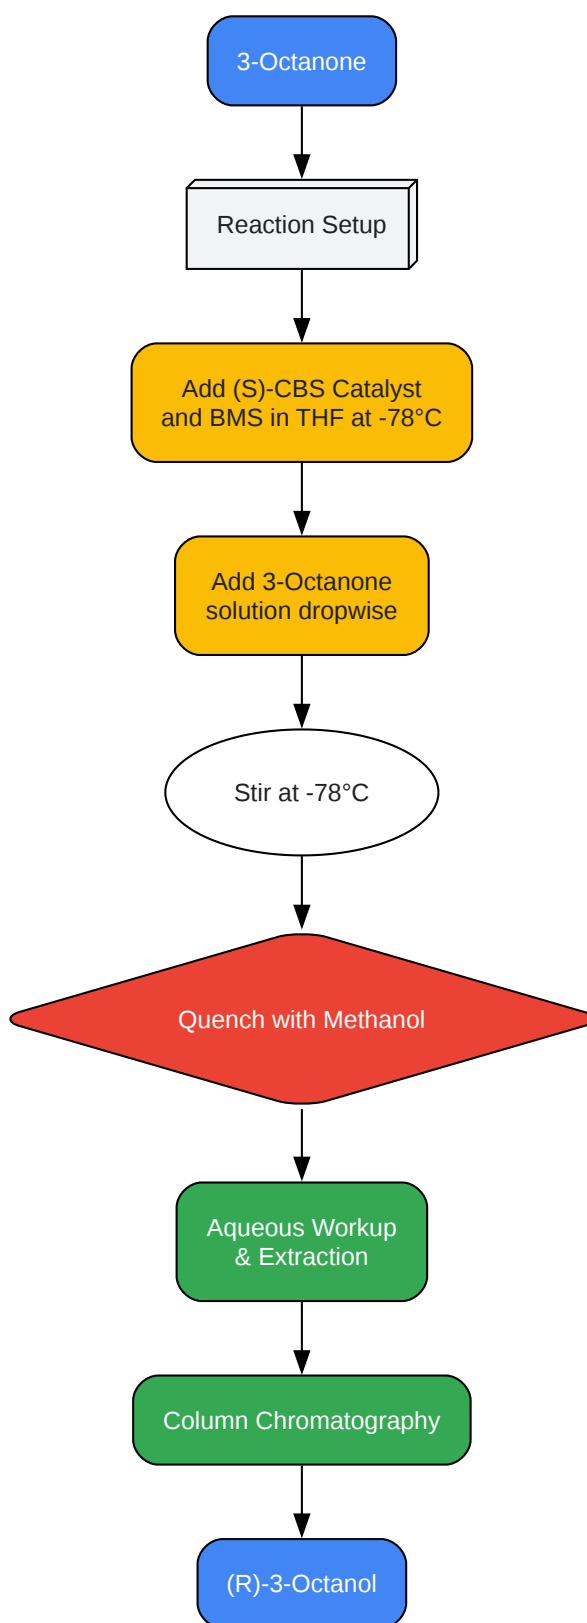 3-Octanone
Reaction Setup
Add (S)-CBS Catalyst
and BMS in THF at -78°C
Add 3-Octanone
solution dropwise
Stir at -78°C
Quench with Methanol
Aqueous Workup
& Extraction
Column Chromatography
(R)-3-Octanol